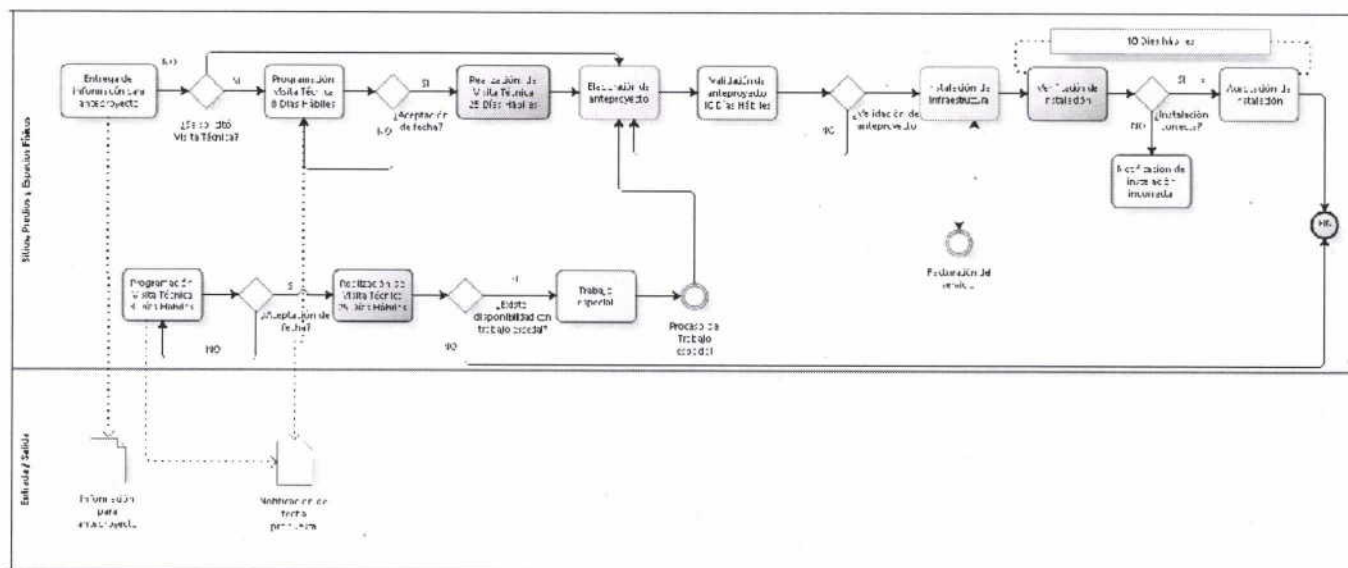 Sitios, Predios y Espacios Físicos
Entrega de
información para
anteproyecto
NO
SI
¿Se solicitó
Visita Técnica?
Programación
Visita Técnica
8 Días Hábiles
SI
NO
¿Aceptación
de fecha?
Realización de
Visita Técnica
25 Días Hábiles
Elaboración de
anteproyecto
Validación de
anteproyecto
10 Días Hábiles
NO
¿Validación de
anteproyecto
Instalación de
Infraestructura
10 Días hábiles
Verificación de
instalación
SI
NO
¿Instalación
correcta?
Aceptación de
instalación
Notificación de
instalación
incorrecta
Fin
Facturación del
servicio
Programación
Visita Técnica
Días Hábiles
SI
NO
¿Aceptación de
fecha?
Realización de
Visita Técnica
25 Días Hábiles
SI
NO
¿Existe
disponibilidad con
trabajo especial?
Trabajo
especial
Proceso de
Trabajo
especial
Entrada / Salida
Información
para
anteproyecto
Notificación de
fecha
propuesta